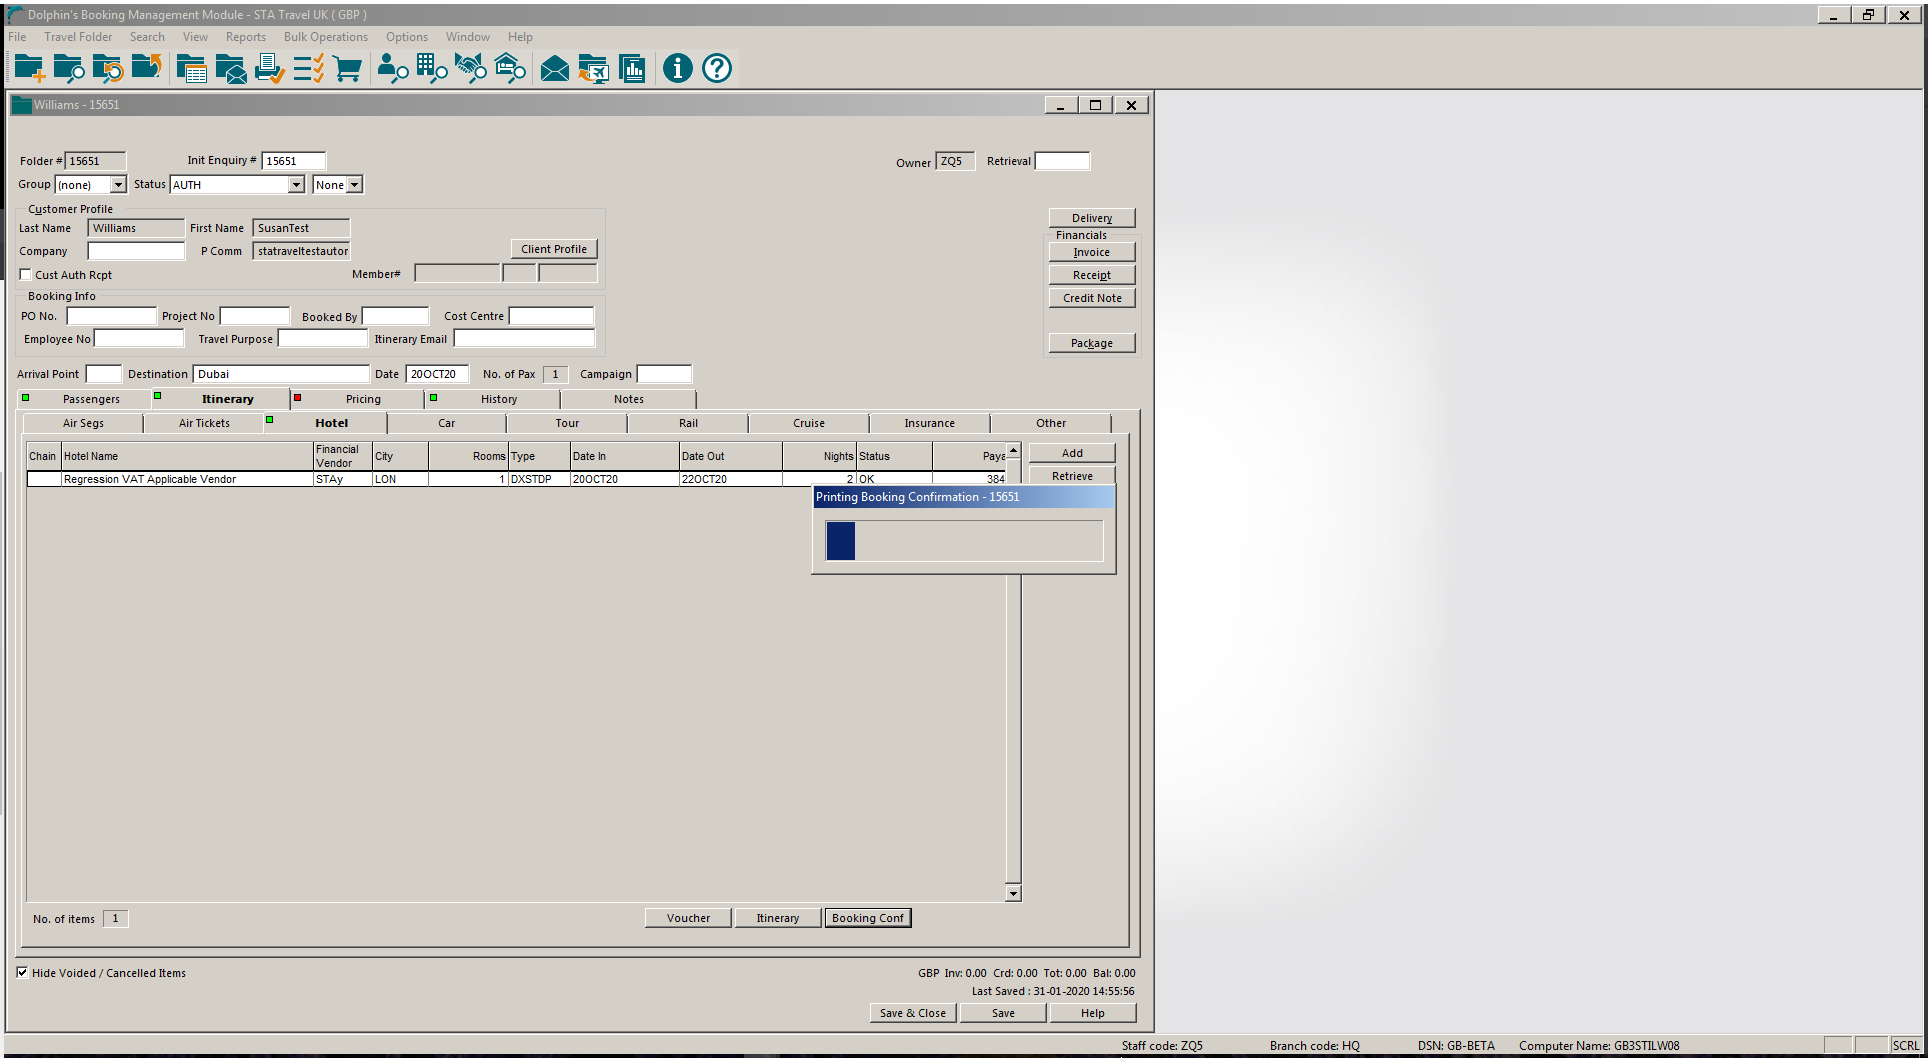 Dolphin's Booking Management Module - STA Travel UK ( GBP )
File Travel Folder Search View Reports Bulk Operations Options Window Help
Williams - 15651
Folder # 15651 Init Enquiry # 15651 Owner ZQ5 Retrieval
Group (none) Status AUTH None
Customer Profile
Delivery
Last Name Williams First Name SusanTest
Financials
Company P Comm statraveltestautor Client Profile
Invoice
Cust Auth Rcpt Member#
Receipt
Booking Info
Credit Note
PO No. Project No Booked By Cost Centre
Employee No Travel Purpose Itinerary Email
Package
Arrival Point Destination Dubai Date 20OCT20 No. of Pax 1 Campaign
Passengers Itinerary Pricing History Notes
Air Segs Air Tickets Hotel Car Tour Rail Cruise Insurance Other
Chain Hotel Name Financial Vendor City Rooms Type Date In Date Out Nights Status Paya
Add
Regression VAT Applicable Vendor STAy LON 1 DXSTDP 20OCT20 22OCT20 2 OK 384
Retrieve
Printing Booking Confirmation - 15651
No. of items 1 Voucher Itinerary Booking Conf
Hide Voided / Cancelled Items GBP Inv: 0.00 Crd: 0.00 Tot: 0.00 Bal: 0.00
Last Saved : 31-01-2020 14:55:56
Save & Close Save Help
Staff code: ZQ5 Branch code: HQ DSN: GB-BETA Computer Name: GB3STILW08 SCRL